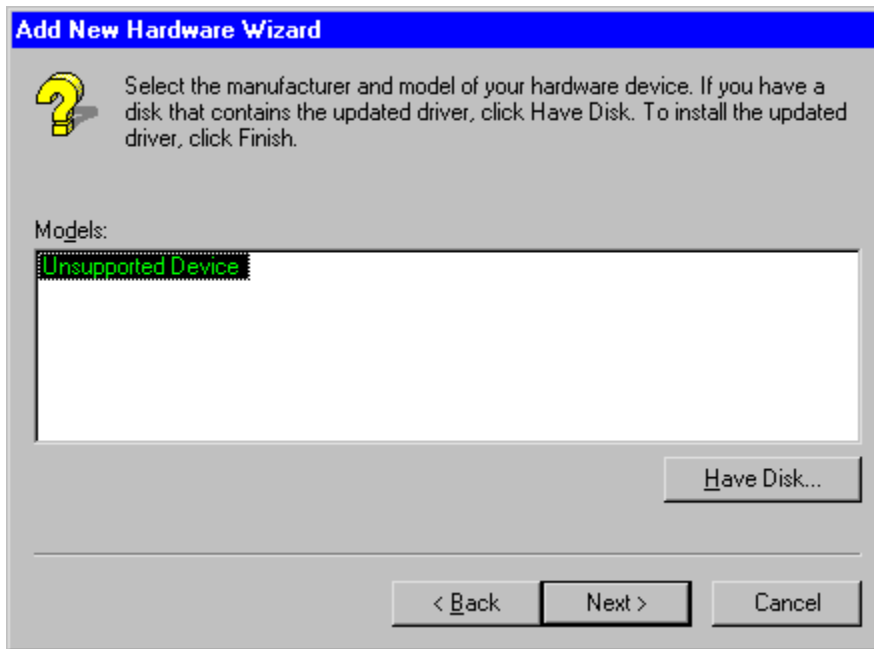 Add New Hardware Wizard
Select the manufacturer and model of your hardware device. If you have a
disk that contains the updated driver, click Have Disk. To install the updated
driver, click Finish.
Models:
Unsupported Device
Have Disk...
< Back Next > Cancel